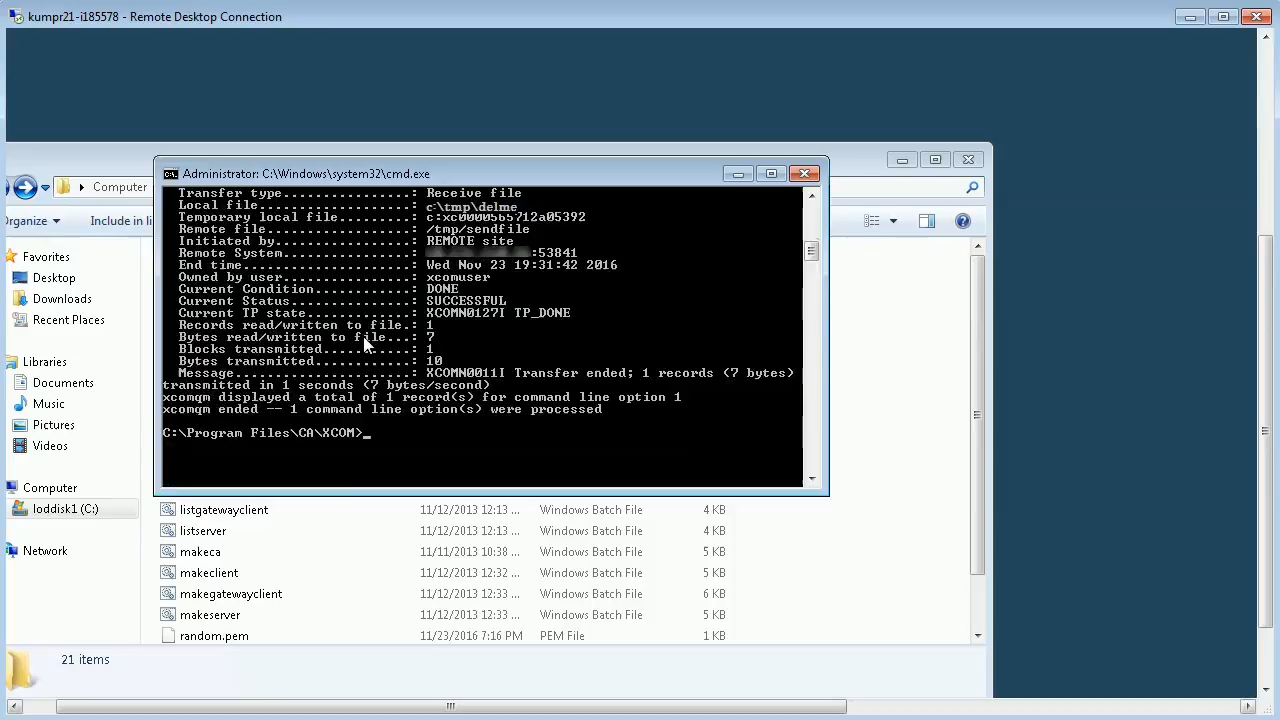 kumpr21-i185578 - Remote Desktop Connection
Administrator: C:\Windows\system32\cmd.exe
Computer
rganize
Include in li
Transfer type....................: Receive file
Local file.......................: c:\tmp\delme
Temporary local file.............: c:xc0000565712a05392
Remote file......................: /tmp/sendfile
Initiated by.....................: REMOTE site
Remote System....................: :53841
End time.........................: Wed Nov 23 19:31:42 2016
Owned by user....................: xcomuser
Current Condition................: DONE
Current Status...................: SUCCESSFUL
Current TP state.................: XCOMN0127I TP_DONE
Records read/written to file.: 1
Bytes read/written to file...: 7
Blocks transmitted...............: 1
Bytes transmitted................: 10
Message..........................: XCOMN0011I Transfer ended; 1 records (7 bytes)
transmitted in 1 seconds (7 bytes/second)
xcomqm displayed a total of 1 record(s) for command line option 1
xcomqm ended -- 1 command line option(s) were processed
C:\Program Files\CA\XCOM>_
Favorites
Desktop
Downloads
Recent Places
Libraries
Documents
Music
Pictures
Videos
Computer
loddisk1 (C:)
Network
listgatewayclient 11/12/2013 12:13 ... Windows Batch File 4 KB
listserver 11/12/2013 12:13 ... Windows Batch File 4 KB
makeca 11/11/2013 10:38 ... Windows Batch File 5 KB
makeclient 11/12/2013 12:32 ... Windows Batch File 5 KB
makegatewayclient 11/12/2013 12:33 ... Windows Batch File 6 KB
makeserver 11/12/2013 12:33 ... Windows Batch File 5 KB
random.pem 11/23/2016 7:16 PM PEM File 1 KB
21 items